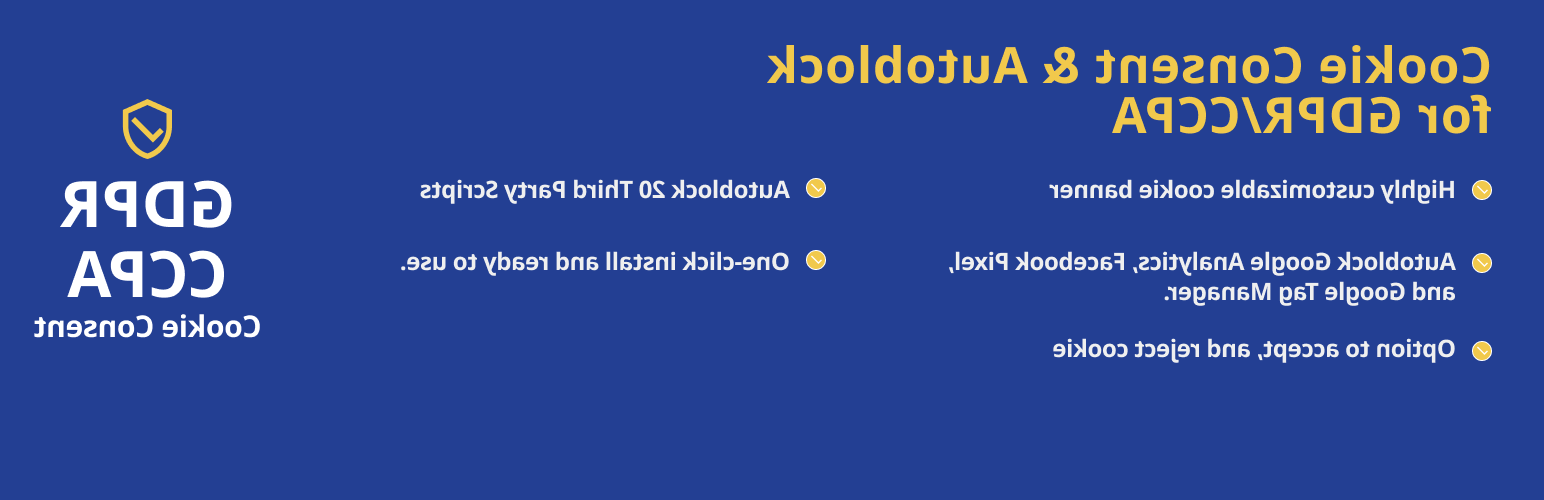 Cookie Consent & Autoblock
for GDPR/CCPA
Highly customizable cookie banner
Autoblock Google Analytics, Facebook Pixel,
and Google Tag Manager.
Option to accept, and reject cookie
Autoblock 20 Third Party Scripts
One-click install and ready to use.
GDPR
CCPA
Cookie Consent